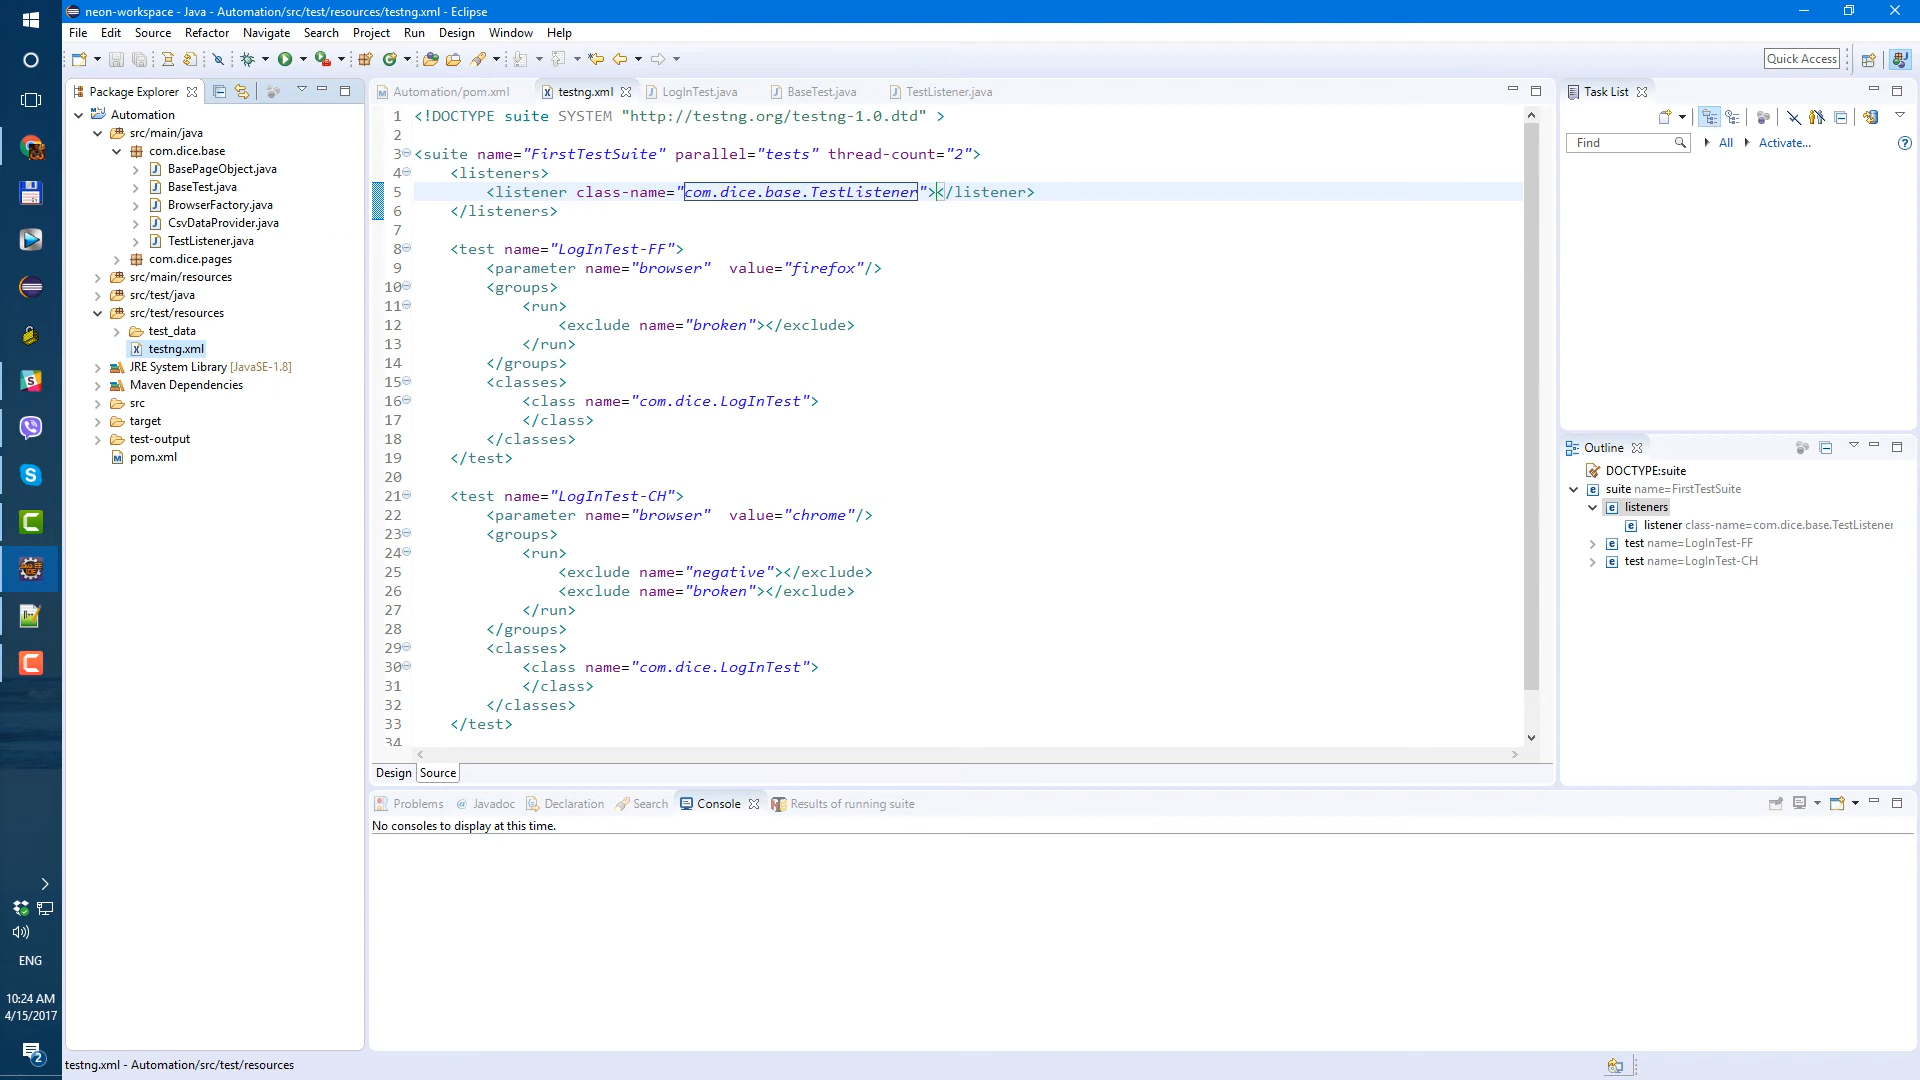 neon-workspace - Java - Automation/src/test/resources/testng.xml - Eclipse
File Edit Source Refactor Navigate Search Project Run Design Window Help
Quick Access
Package Explorer
Automation
src/main/java
com.dice.base
BasePageObject.java
BaseTest.java
BrowserFactory.java
CsvDataProvider.java
TestListener.java
com.dice.pages
src/main/resources
src/test/java
src/test/resources
test_data
testng.xml
JRE System Library [JavaSE-1.8]
Maven Dependencies
src
target
test-output
pom.xml
Automation/pom.xml testng.xml LogInTest.java BaseTest.java TestListener.java
1 <!DOCTYPE suite SYSTEM "http://testng.org/testng-1.0.dtd" >
2
3 <suite name="FirstTestSuite" parallel="tests" thread-count="2">
4 <listeners>
5 <listener class-name="com.dice.base.TestListener"></listener>
6 </listeners>
7
8 <test name="LogInTest-FF">
9 <parameter name="browser" value="firefox"/>
10 <groups>
11 <run>
12 <exclude name="broken"></exclude>
13 </run>
14 </groups>
15 <classes>
16 <class name="com.dice.LogInTest">
17 </class>
18 </classes>
19 </test>
20
21 <test name="LogInTest-CH">
22 <parameter name="browser" value="chrome"/>
23 <groups>
24 <run>
25 <exclude name="negative"></exclude>
26 <exclude name="broken"></exclude>
27 </run>
28 </groups>
29 <classes>
30 <class name="com.dice.LogInTest">
31 </class>
32 </classes>
33 </test>
34
Design Source
Task List
Find All Activate...
Outline
DOCTYPE:suite
suite name=FirstTestSuite
listeners
listener class-name=com.dice.base.TestListener
test name=LogInTest-FF
test name=LogInTest-CH
Problems Javadoc Declaration Search Console Results of running suite
No consoles to display at this time.
ENG
10:24 AM
4/15/2017
2
testng.xml - Automation/src/test/resources